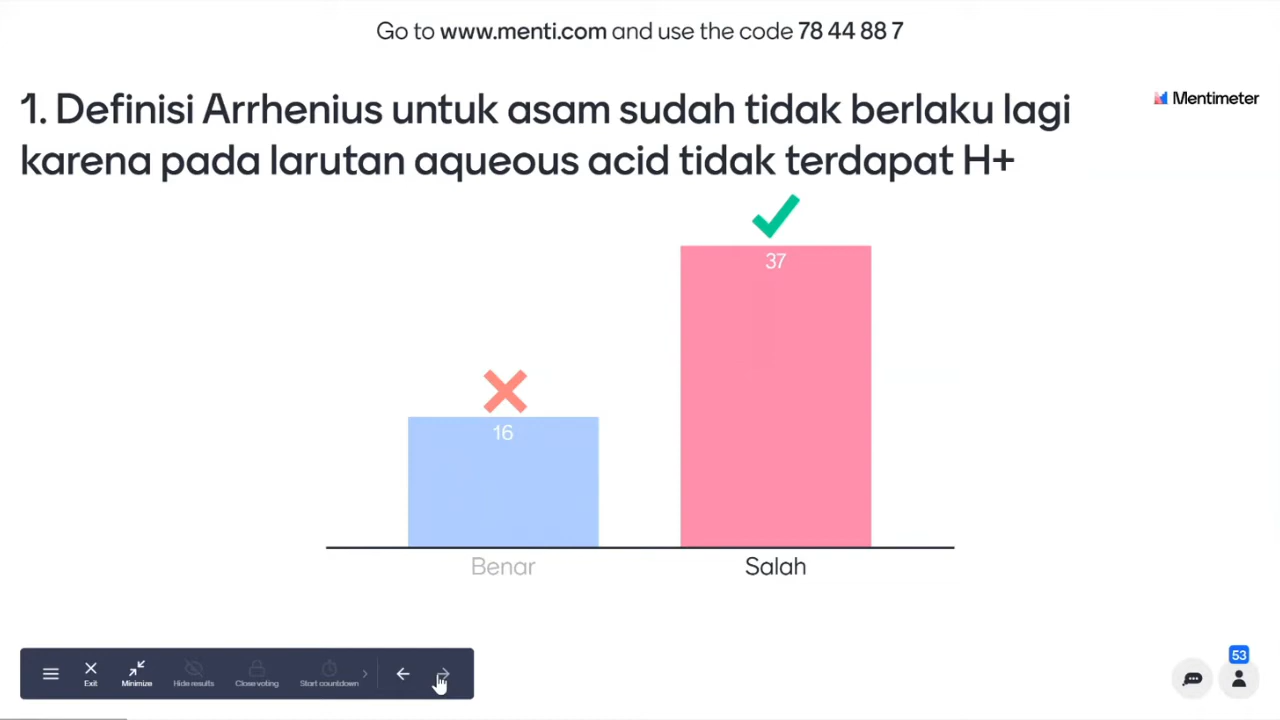 Go to www.menti.com and use the code 78 44 88 7
1. Definisi Arrhenius untuk asam sudah tidak berlaku lagi
karena pada larutan aqueous acid tidak terdapat H+
Mentimeter
37
16
Benar
Salah
Exit
Minimize
Hide results
Close voting
Start countdown
53